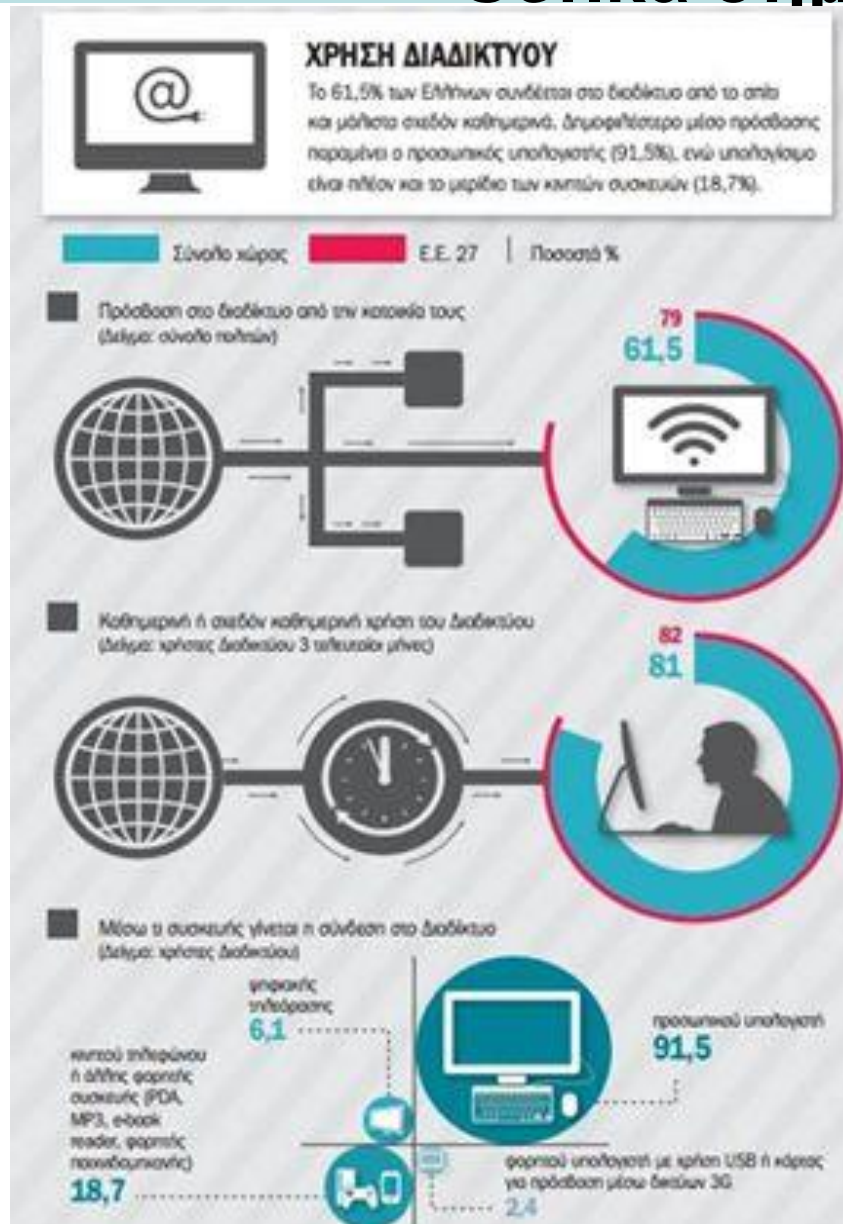 @
ΧΡΗΣΗ ΔΙΑΔΙΚΤΥΟΥ
Το 61,5% των Ελλήνων συνδέεται στο διαδίκτυο από το σπίτι
και μάλιστα σχεδόν καθημερινά. Δημοφιλέστερο μέσο πρόσβασης
παραμένει ο προσωπικός υπολογιστής (91,5%), ενώ υπολογίσιμο
είναι πλέον και το μερίδιο των κινητών συσκευών (18,7%).
Σύνολο χώρας Ε.Ε. 27 | Ποσοστά %
Πρόσβαση στο διαδίκτυο από την κατοικία τους
(Δείγμα: σύνολο πολιτών)
79
61,5
Καθημερινή ή σχεδόν καθημερινή χρήση του Διαδικτύου
(Δείγμα: χρήστες Διαδικτύου 3 τελευταίοι μήνες)
82
81
Μέσω τι συσκευής γίνεται η σύνδεση στο Διαδίκτυο
(Δείγμα: χρήστες Διαδικτύου)
ψηφιακής
τηλεόρασης
6,1
προσωπικού υπολογιστή
91,5
κινητού τηλεφώνου
ή άλλης φορητής
συσκευής (PDA,
MP3, e-book
reader, φορητής
παιχνιδομηχανής)
18,7
φορητού υπολογιστή με χρήση USB ή κάρτας
για πρόσβαση μέσω δικτύων 3G
2,4